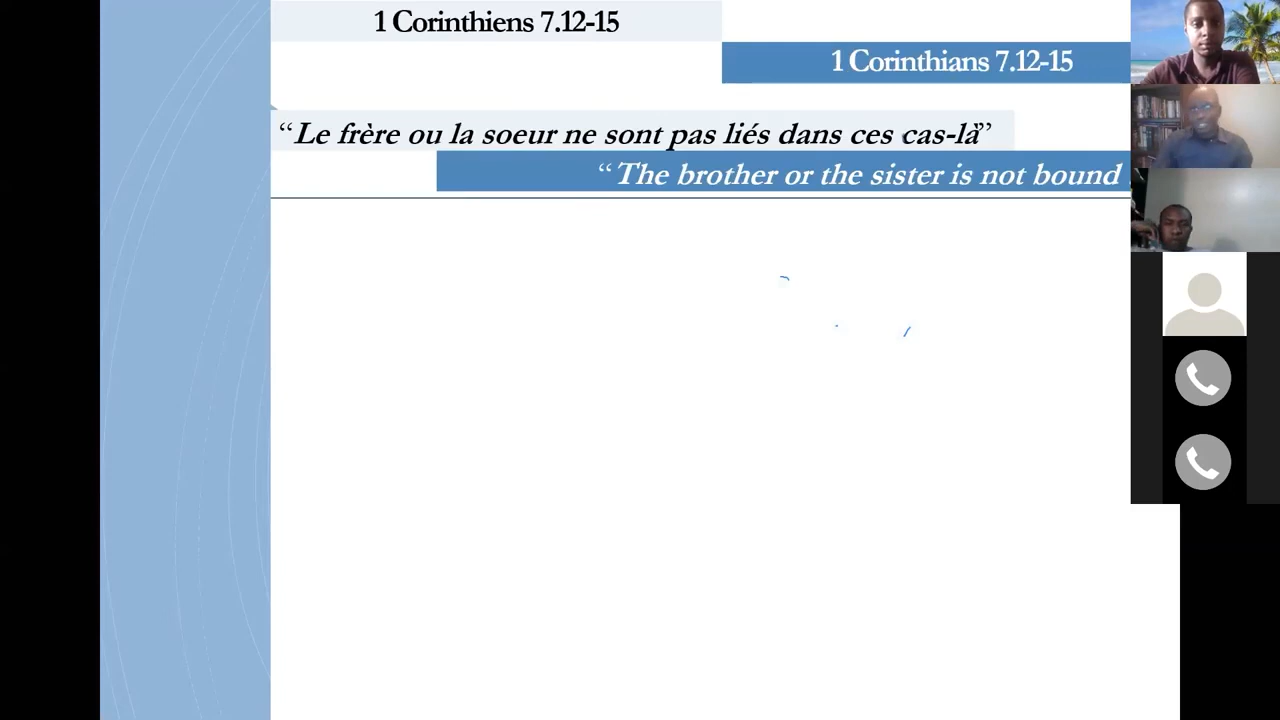 1 Corinthiens 7.12-15
1 Corinthians 7.12-15
“Le frère ou la soeur ne sont pas liés dans ces cas-là”
“The brother or the sister is not bound